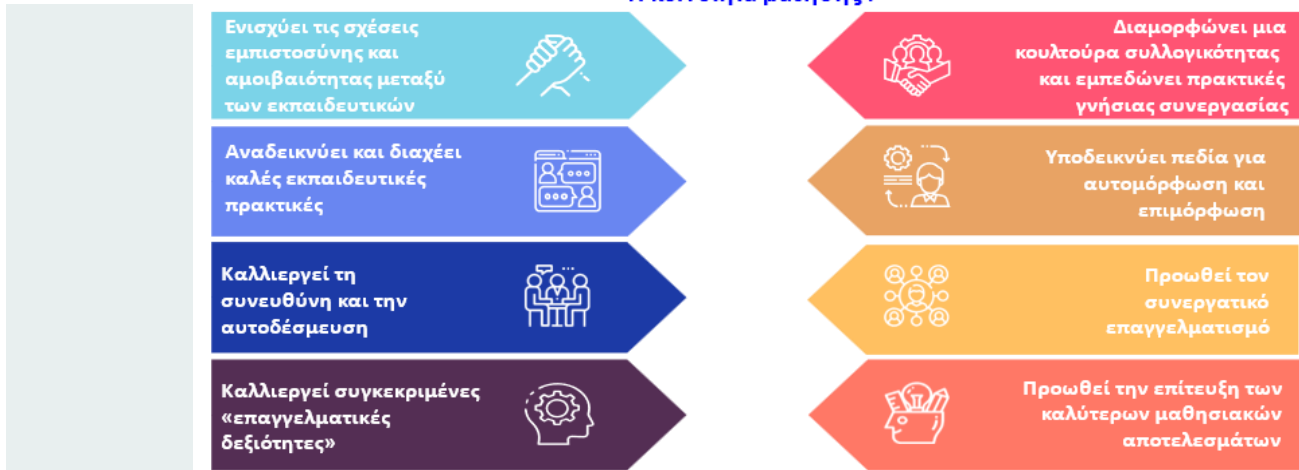 Ενισχύει τις σχέσεις
εμπιστοσύνης και
αμοιβαιότητας μεταξύ
των εκπαιδευτικών
Διαμορφώνει μια
κουλτούρα συλλογικότητας
και εμπεδώνει πρακτικές
γνήσιας συνεργασίας
Αναδεικνύει και διαχέει
καλές εκπαιδευτικές
πρακτικές
Υποδεικνύει πεδία για
αυτομόρφωση και
επιμόρφωση
Καλλιεργεί τη
συνευθύνη και την
αυτοδέσμευση
Προωθεί τον
συνεργατικό
επαγγελματισμό
Καλλιεργεί συγκεκριμένες
«επαγγελματικές
δεξιότητες»
Προωθεί την επίτευξη των
καλύτερων μαθησιακών
αποτελεσμάτων